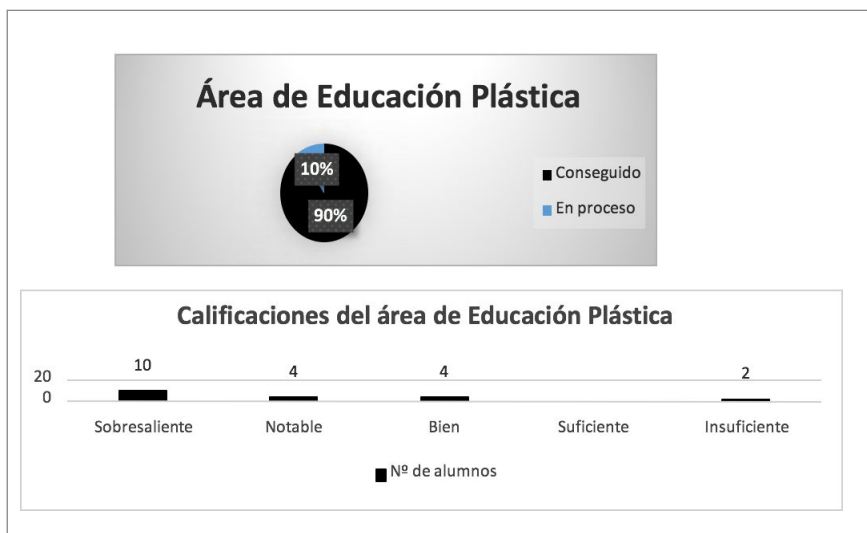 Área de Educación Plástica
10%
90%
Conseguido
En proceso
Calificaciones del área de Educación Plástica
10 4 4 2
20
0
Sobresaliente Notable Bien Suficiente Insuficiente
Nº de alumnos